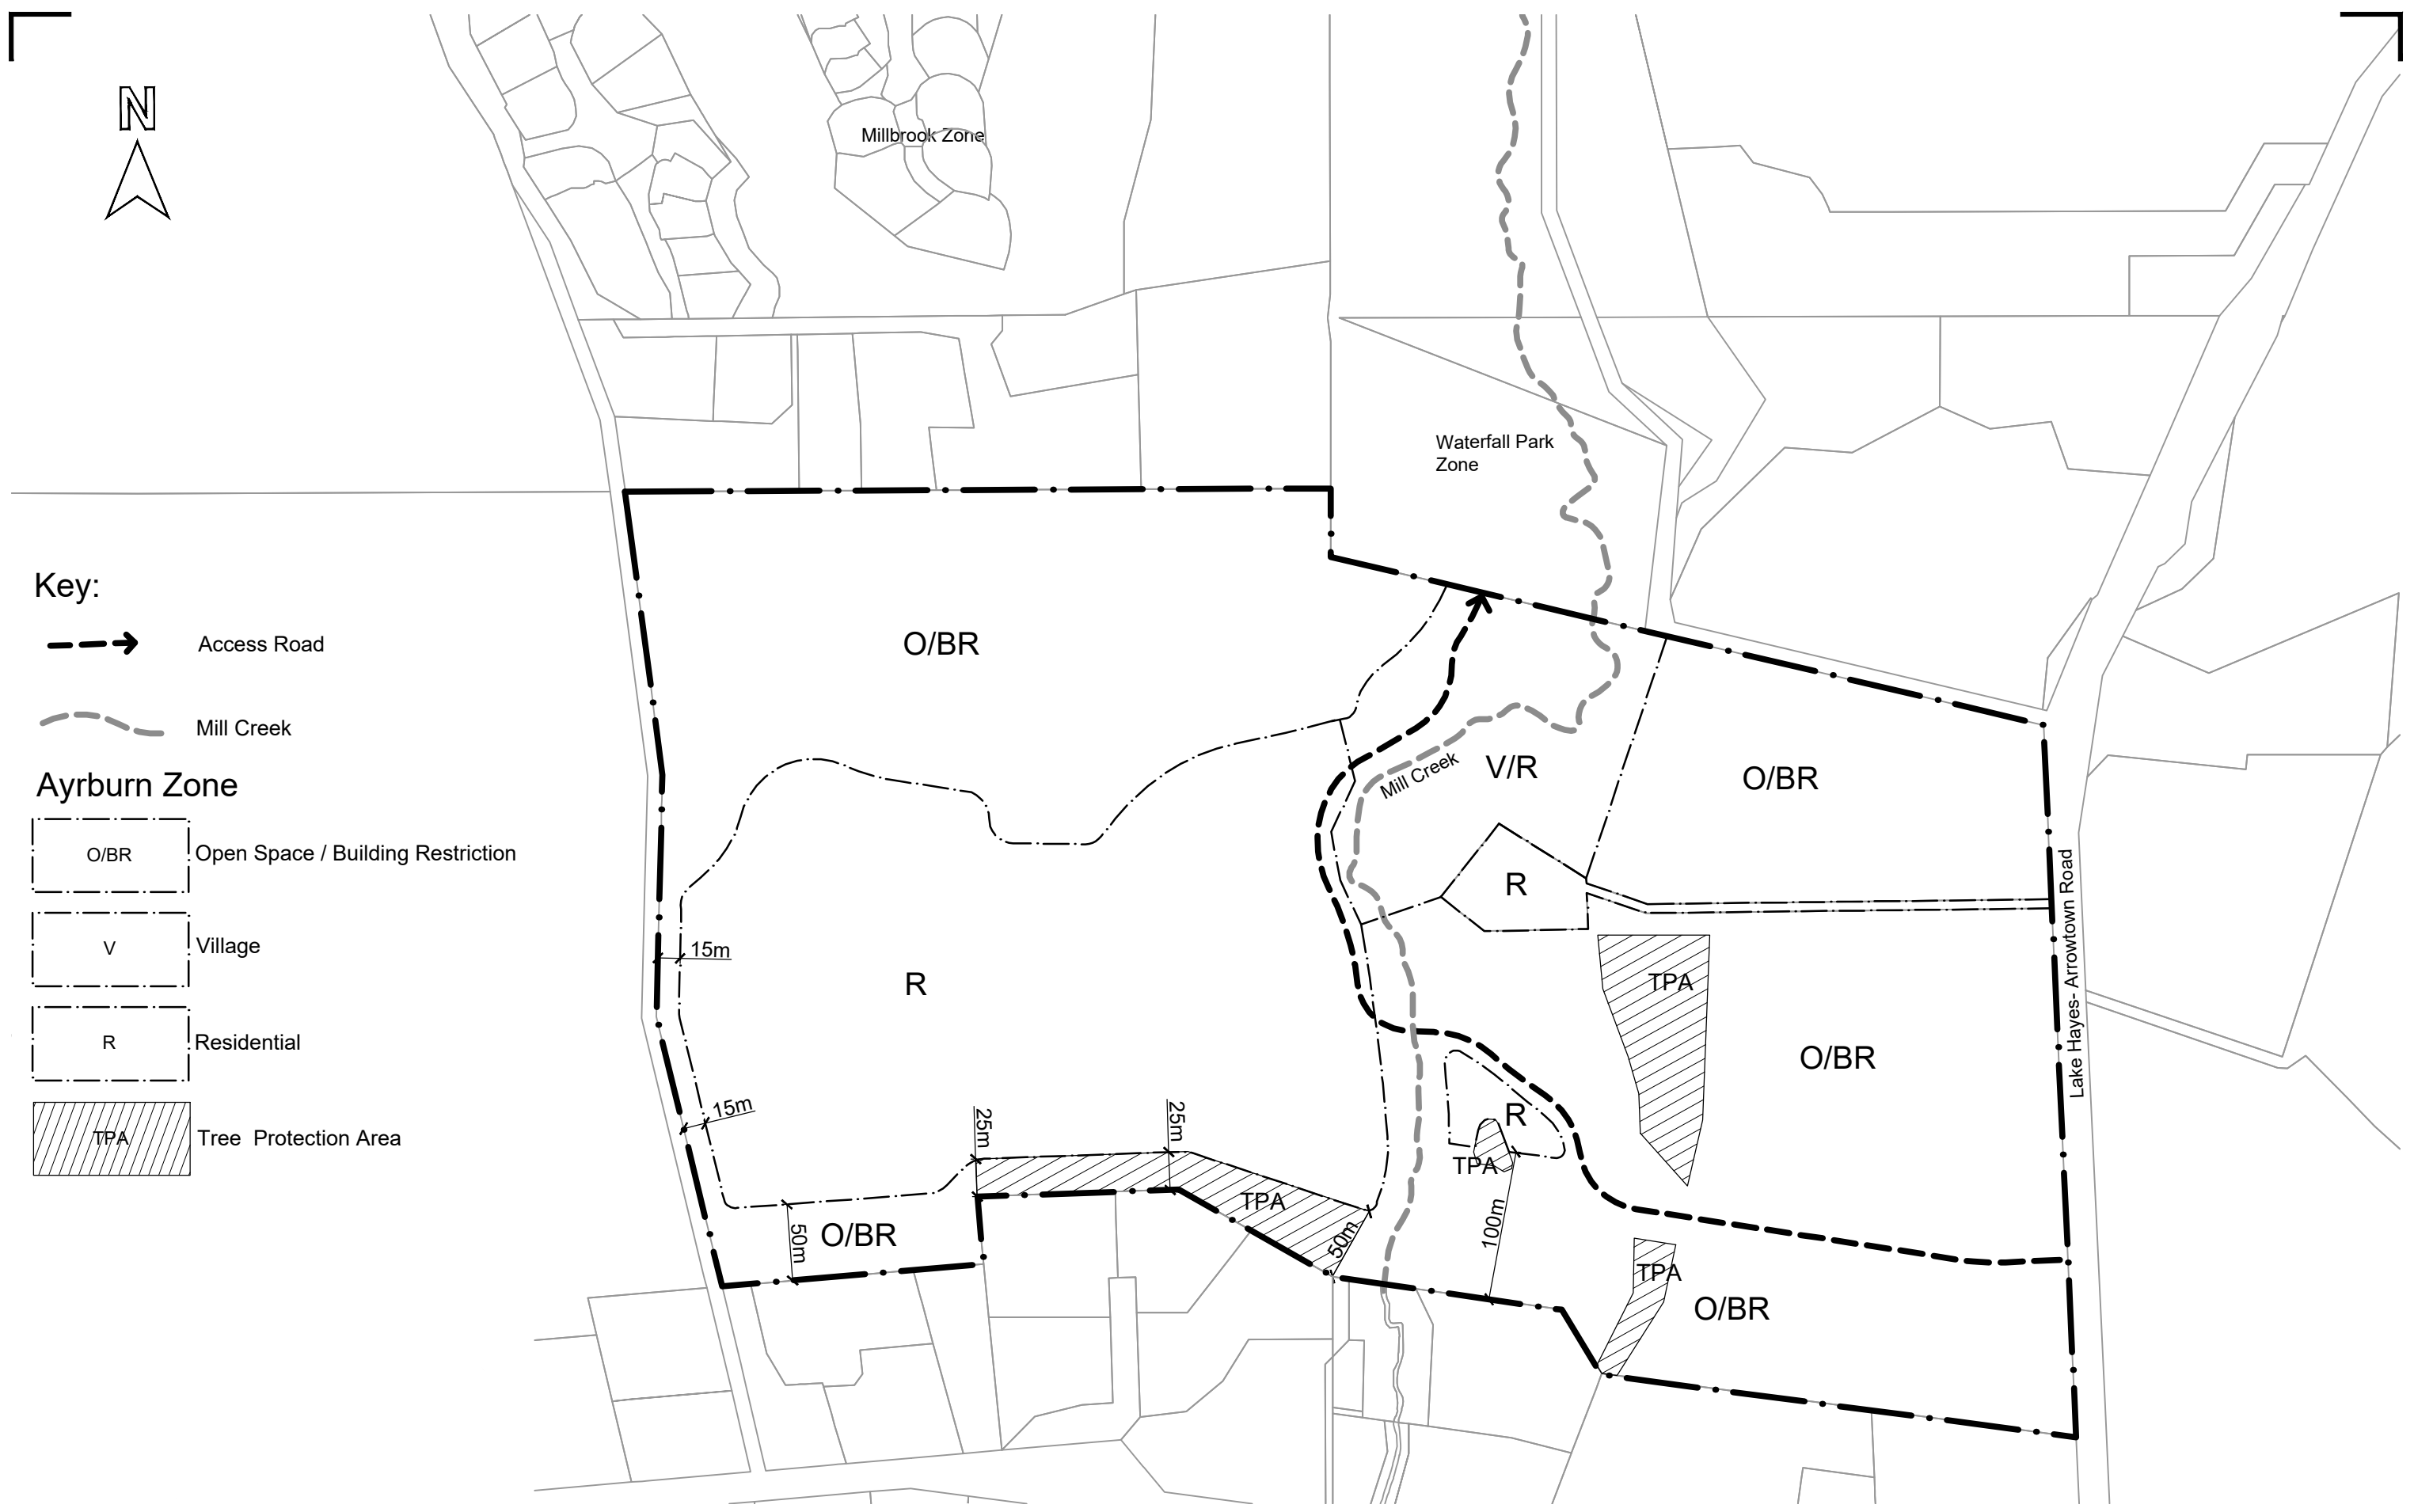 N
Millbrook Zone
Waterfall Park
Zone
Key:
Access Road
Mill Creek
Ayrburn Zone
O/BR
Open Space / Building Restriction
V
Village
R
Residential
TPA
Tree  Protection Area
O/BR
V/R
Mill Creek
O/BR
R
Lake Hayes- Arrowtown Road
15m
R
TPA
O/BR
15m
25m
25m
R
TPA
TPA
O/BR
50m
50m
100m
TPA
O/BR